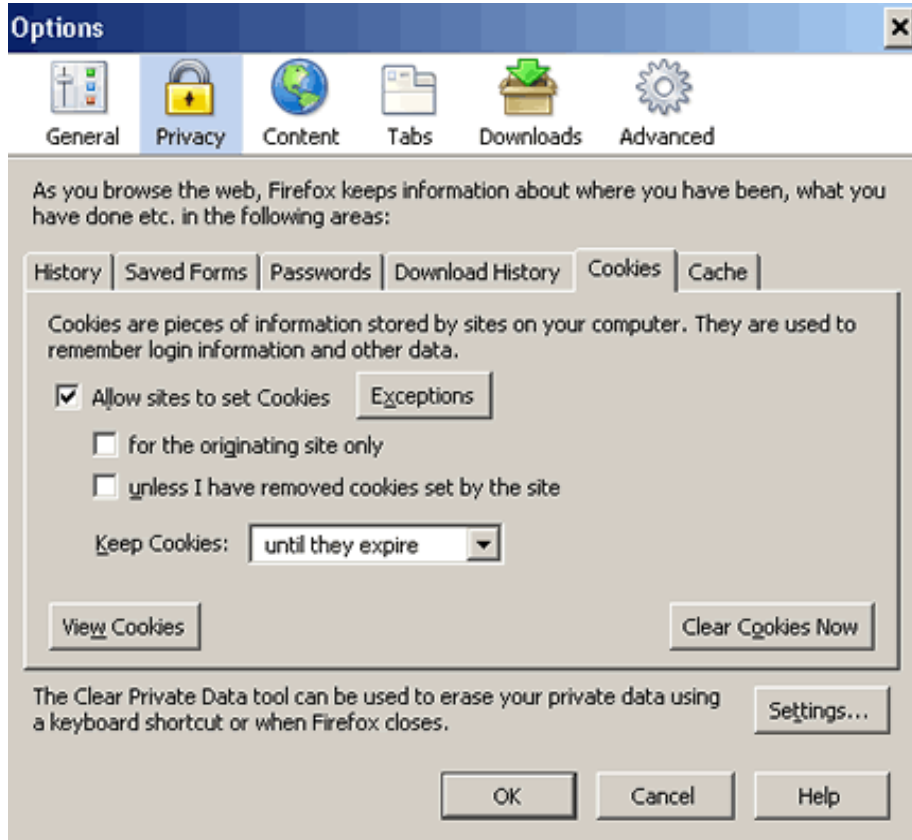 Options
General Privacy Content Tabs Downloads Advanced
As you browse the web, Firefox keeps information about where you have been, what you
have done etc. in the following areas:
History Saved Forms Passwords Download History Cookies Cache
Cookies are pieces of information stored by sites on your computer. They are used to
remember login information and other data.
Allow sites to set Cookies Exceptions
for the originating site only
unless I have removed cookies set by the site
Keep Cookies: until they expire
View Cookies Clear Cookies Now
The Clear Private Data tool can be used to erase your private data using
a keyboard shortcut or when Firefox closes.
Settings...
OK Cancel Help